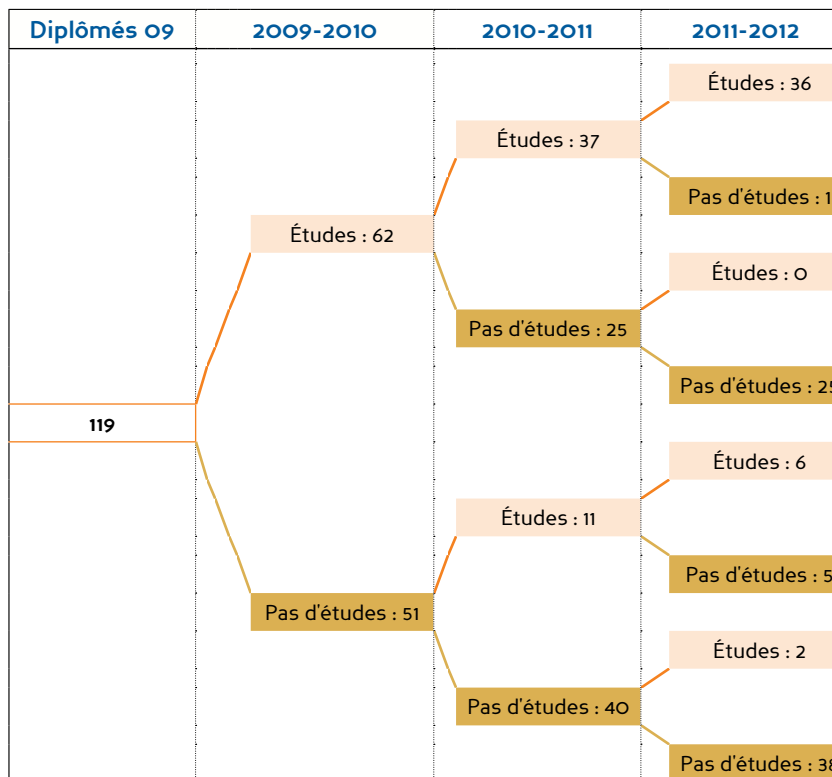 Diplômés 09 2009-2010 2010-2011 2011-2012
Études : 36
Études : 37
Pas d'études : 1
Études : 62
Études : 0
Pas d'études : 25
Pas d'études : 25
119
Études : 6
Études : 11
Pas d'études : 5
Pas d'études : 51
Études : 2
Pas d'études : 40
Pas d'études : 38